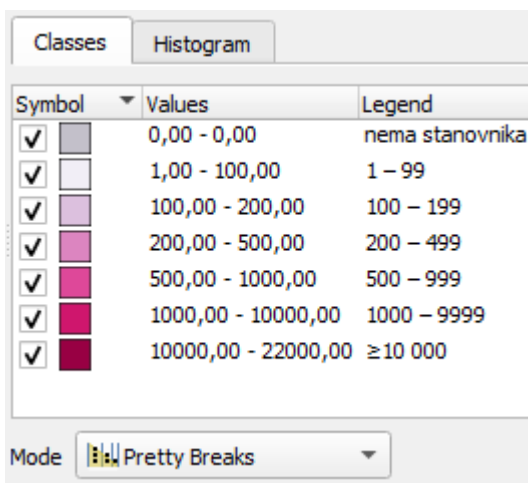 Classes Histogram
Symbol Values Legend
0,00 - 0,00 nema stanovnika
1,00 - 100,00 1 – 99
100,00 - 200,00 100 – 199
200,00 - 500,00 200 – 499
500,00 - 1000,00 500 – 999
1000,00 - 10000,00 1000 – 9999
10000,00 - 22000,00 ≥10 000
Mode Pretty Breaks